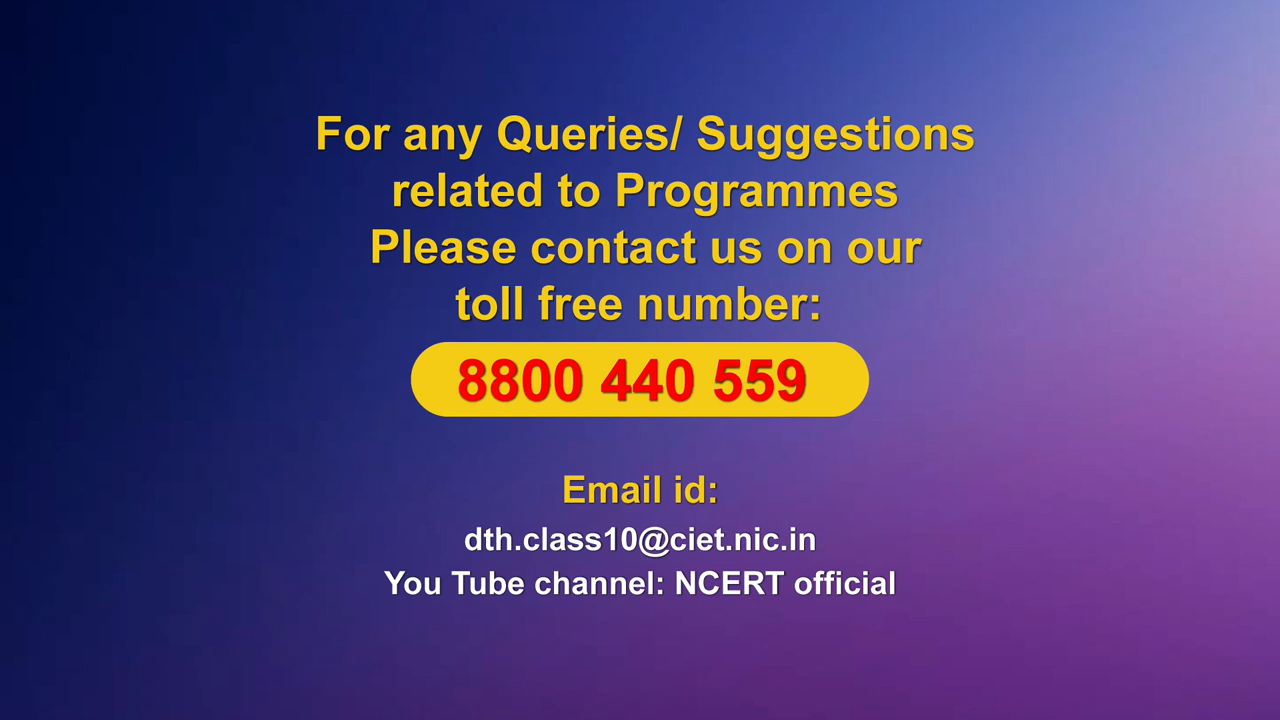 For any Queries/ Suggestions
related to Programmes
Please contact us on our
toll free number:
8800 440 559
Email id:
dth.class10@ciet.nic.in
You Tube channel: NCERT official